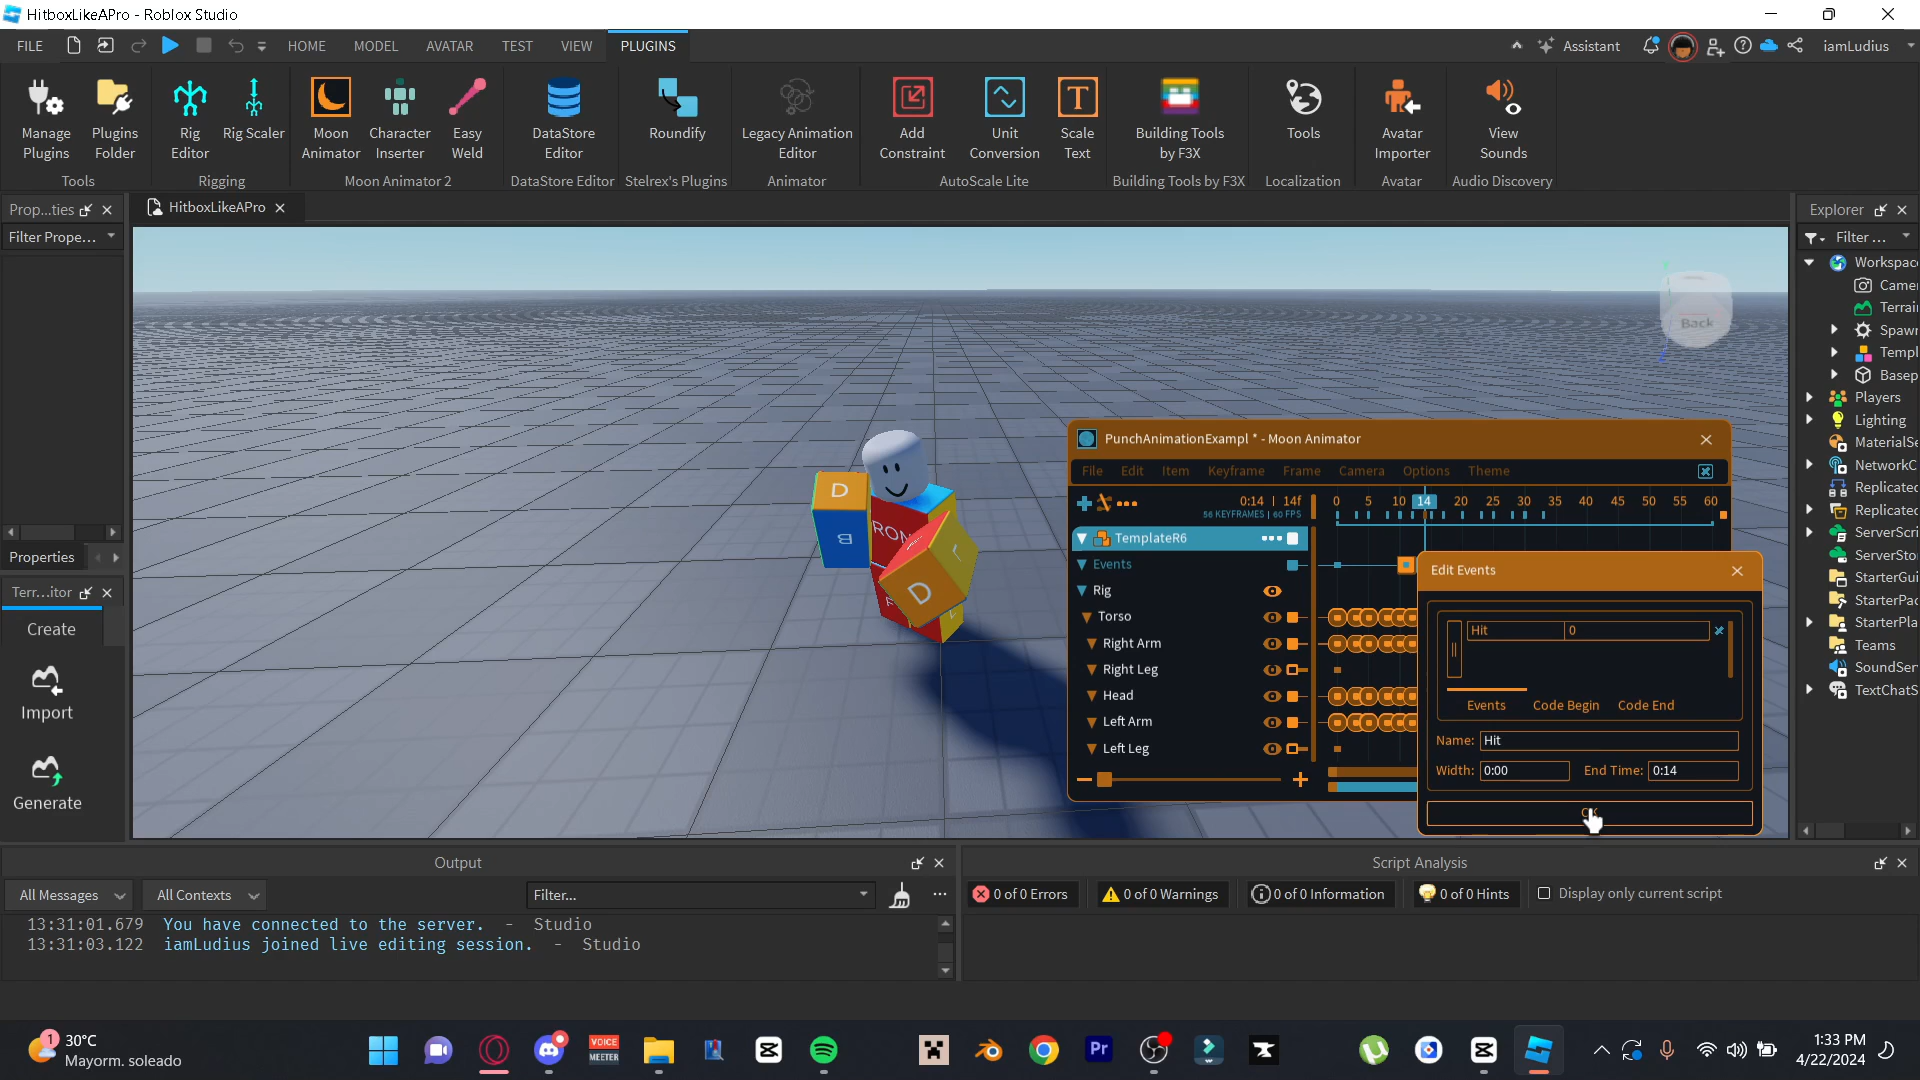 HitboxLikeAPro - Roblox Studio
FILE HOME MODEL AVATAR TEST VIEW PLUGINS Assistant iamLudius
Manage Plugins
Plugins Folder
Rig Editor
Rig Scaler
Moon Animator
Character Inserter
Easy Weld
DataStore Editor
Roundify
Legacy Animation Editor
Add Constraint
Unit Conversion
Scale Text
Building Tools by F3X
Tools
Avatar Importer
View Sounds
Tools Rigging Moon Animator 2 DataStore Editor Stelrex's Plugins Animator AutoScale Lite Building Tools by F3X Localization Avatar Audio Discovery
Prop...ties
Filter Prope...
Properties
Terr...itor
Create
Import
Generate
HitboxLikeAPro
Back
D
B
D
PunchAnimationExampl * - Moon Animator
File Edit Item Keyframe Frame Camera Options Theme
0:14 | 14f
56 KEYFRAMES | 60 FPS
0 5 10 14 20 25 30 35 40 45 50 55 60
TemplateR6
Events
Rig
Torso
Right Arm
Right Leg
Head
Left Arm
Left Leg
Edit Events
Hit 0
Events Code Begin Code End
Name: Hit
Width: 0:00 End Time: 0:14
Explorer
Filter ...
Workspac
Camer
Terrai
Spawn
Templ
Basep
Players
Lighting
MaterialSe
NetworkC
Replicated
Replicated
ServerScri
ServerSto
StarterGui
StarterPac
StarterPla
Teams
SoundSer
TextChatS
Output
All Messages All Contexts Filter...
13:31:01.679 You have connected to the server. - Studio
13:31:03.122 iamLudius joined live editing session. - Studio
Script Analysis
0 of 0 Errors 0 of 0 Warnings 0 of 0 Information 0 of 0 Hints Display only current script
1
30°C
Mayorm. soleado
VOICE MEETER
Pr
1:33 PM
4/22/2024